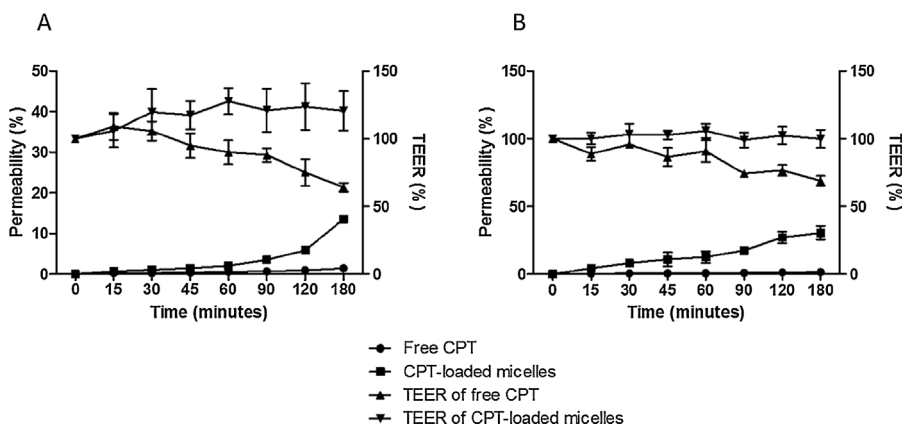 A
B
50
40
30
20
10
0
Permeability (%)
150
100
50
0
TEER (%)
0 15 30 45 60 90 120 180
Time (minutes)
150
100
50
0
Permeability (%)
150
100
50
0
TEER (%)
0 15 30 45 60 90 120 180
Time (minutes)
Free CPT
CPT-loaded micelles
TEER of free CPT
TEER of CPT-loaded micelles